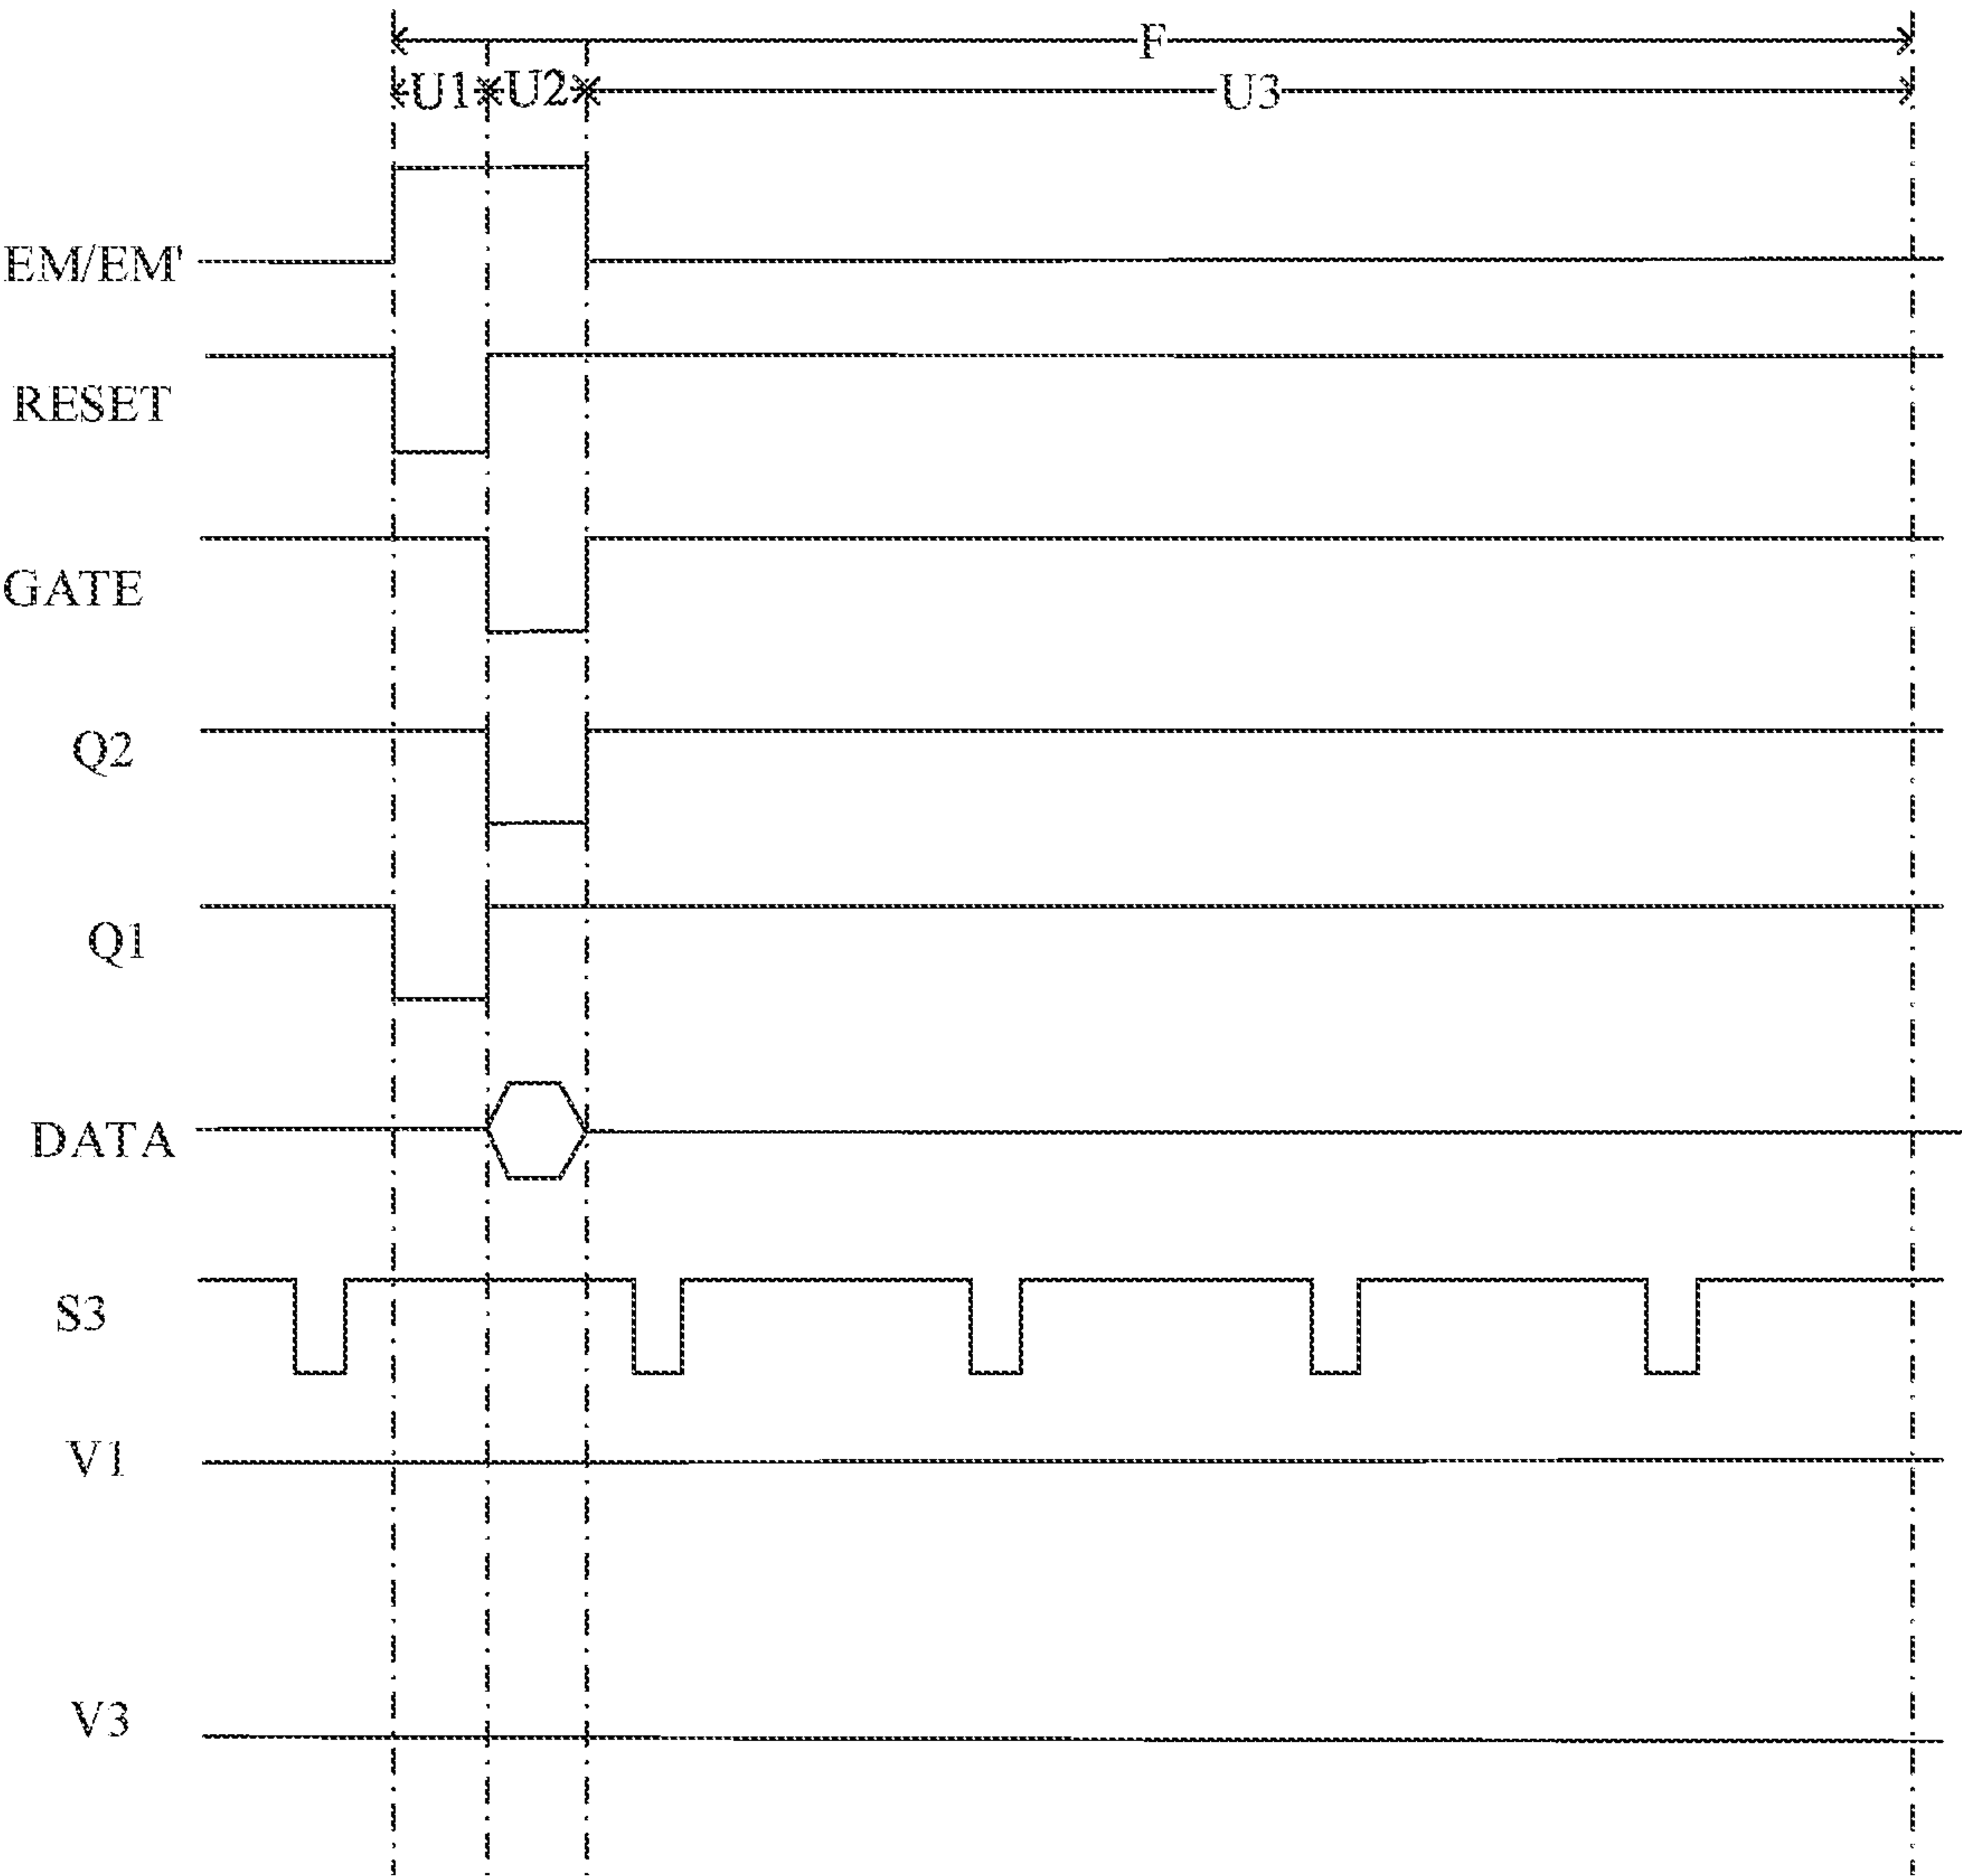 F
U1 U2 U3
EM/EM'
RESET
GATE
Q2
Q1
DATA
S3
V1
V3